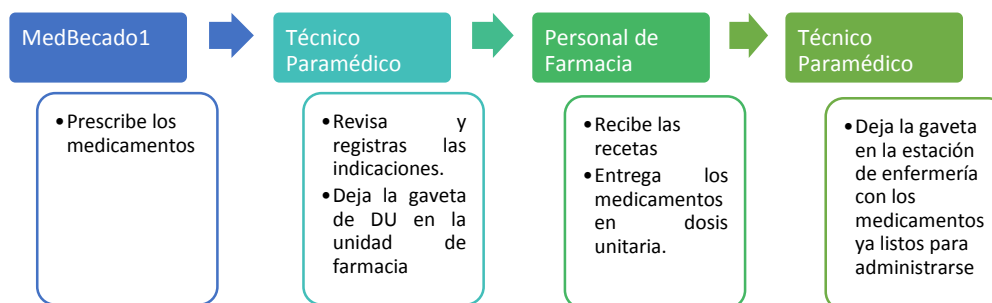 MedBecado1
•Prescribe los
medicamentos
Técnico
Paramédico
•Revisa y
registras las
indicaciones.
•Deja la gaveta
de DU en la
unidad de
farmacia
Personal de
Farmacia
•Recibe las
recetas
•Entrega los
medicamentos
en dosis
unitaria.
Técnico
Paramédico
•Deja la gaveta
en la estación
de enfermería
con los
medicamentos
ya listos para
administrarse